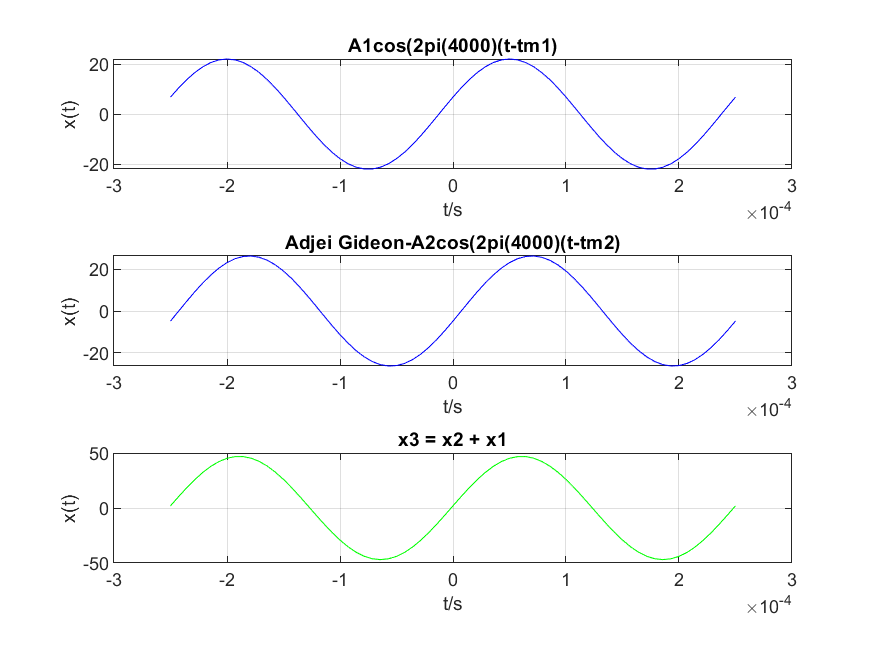 A1cos(2pi(4000)(t-tm1)
20
0
-20
x(t)
-3 -2 -1 0 1 2 3
t/s
×10-4
Adjei Gideon-A2cos(2pi(4000)(t-tm2)
20
0
-20
x(t)
-3 -2 -1 0 1 2 3
t/s
×10-4
x3 = x2 + x1
50
0
-50
x(t)
-3 -2 -1 0 1 2 3
t/s
×10-4